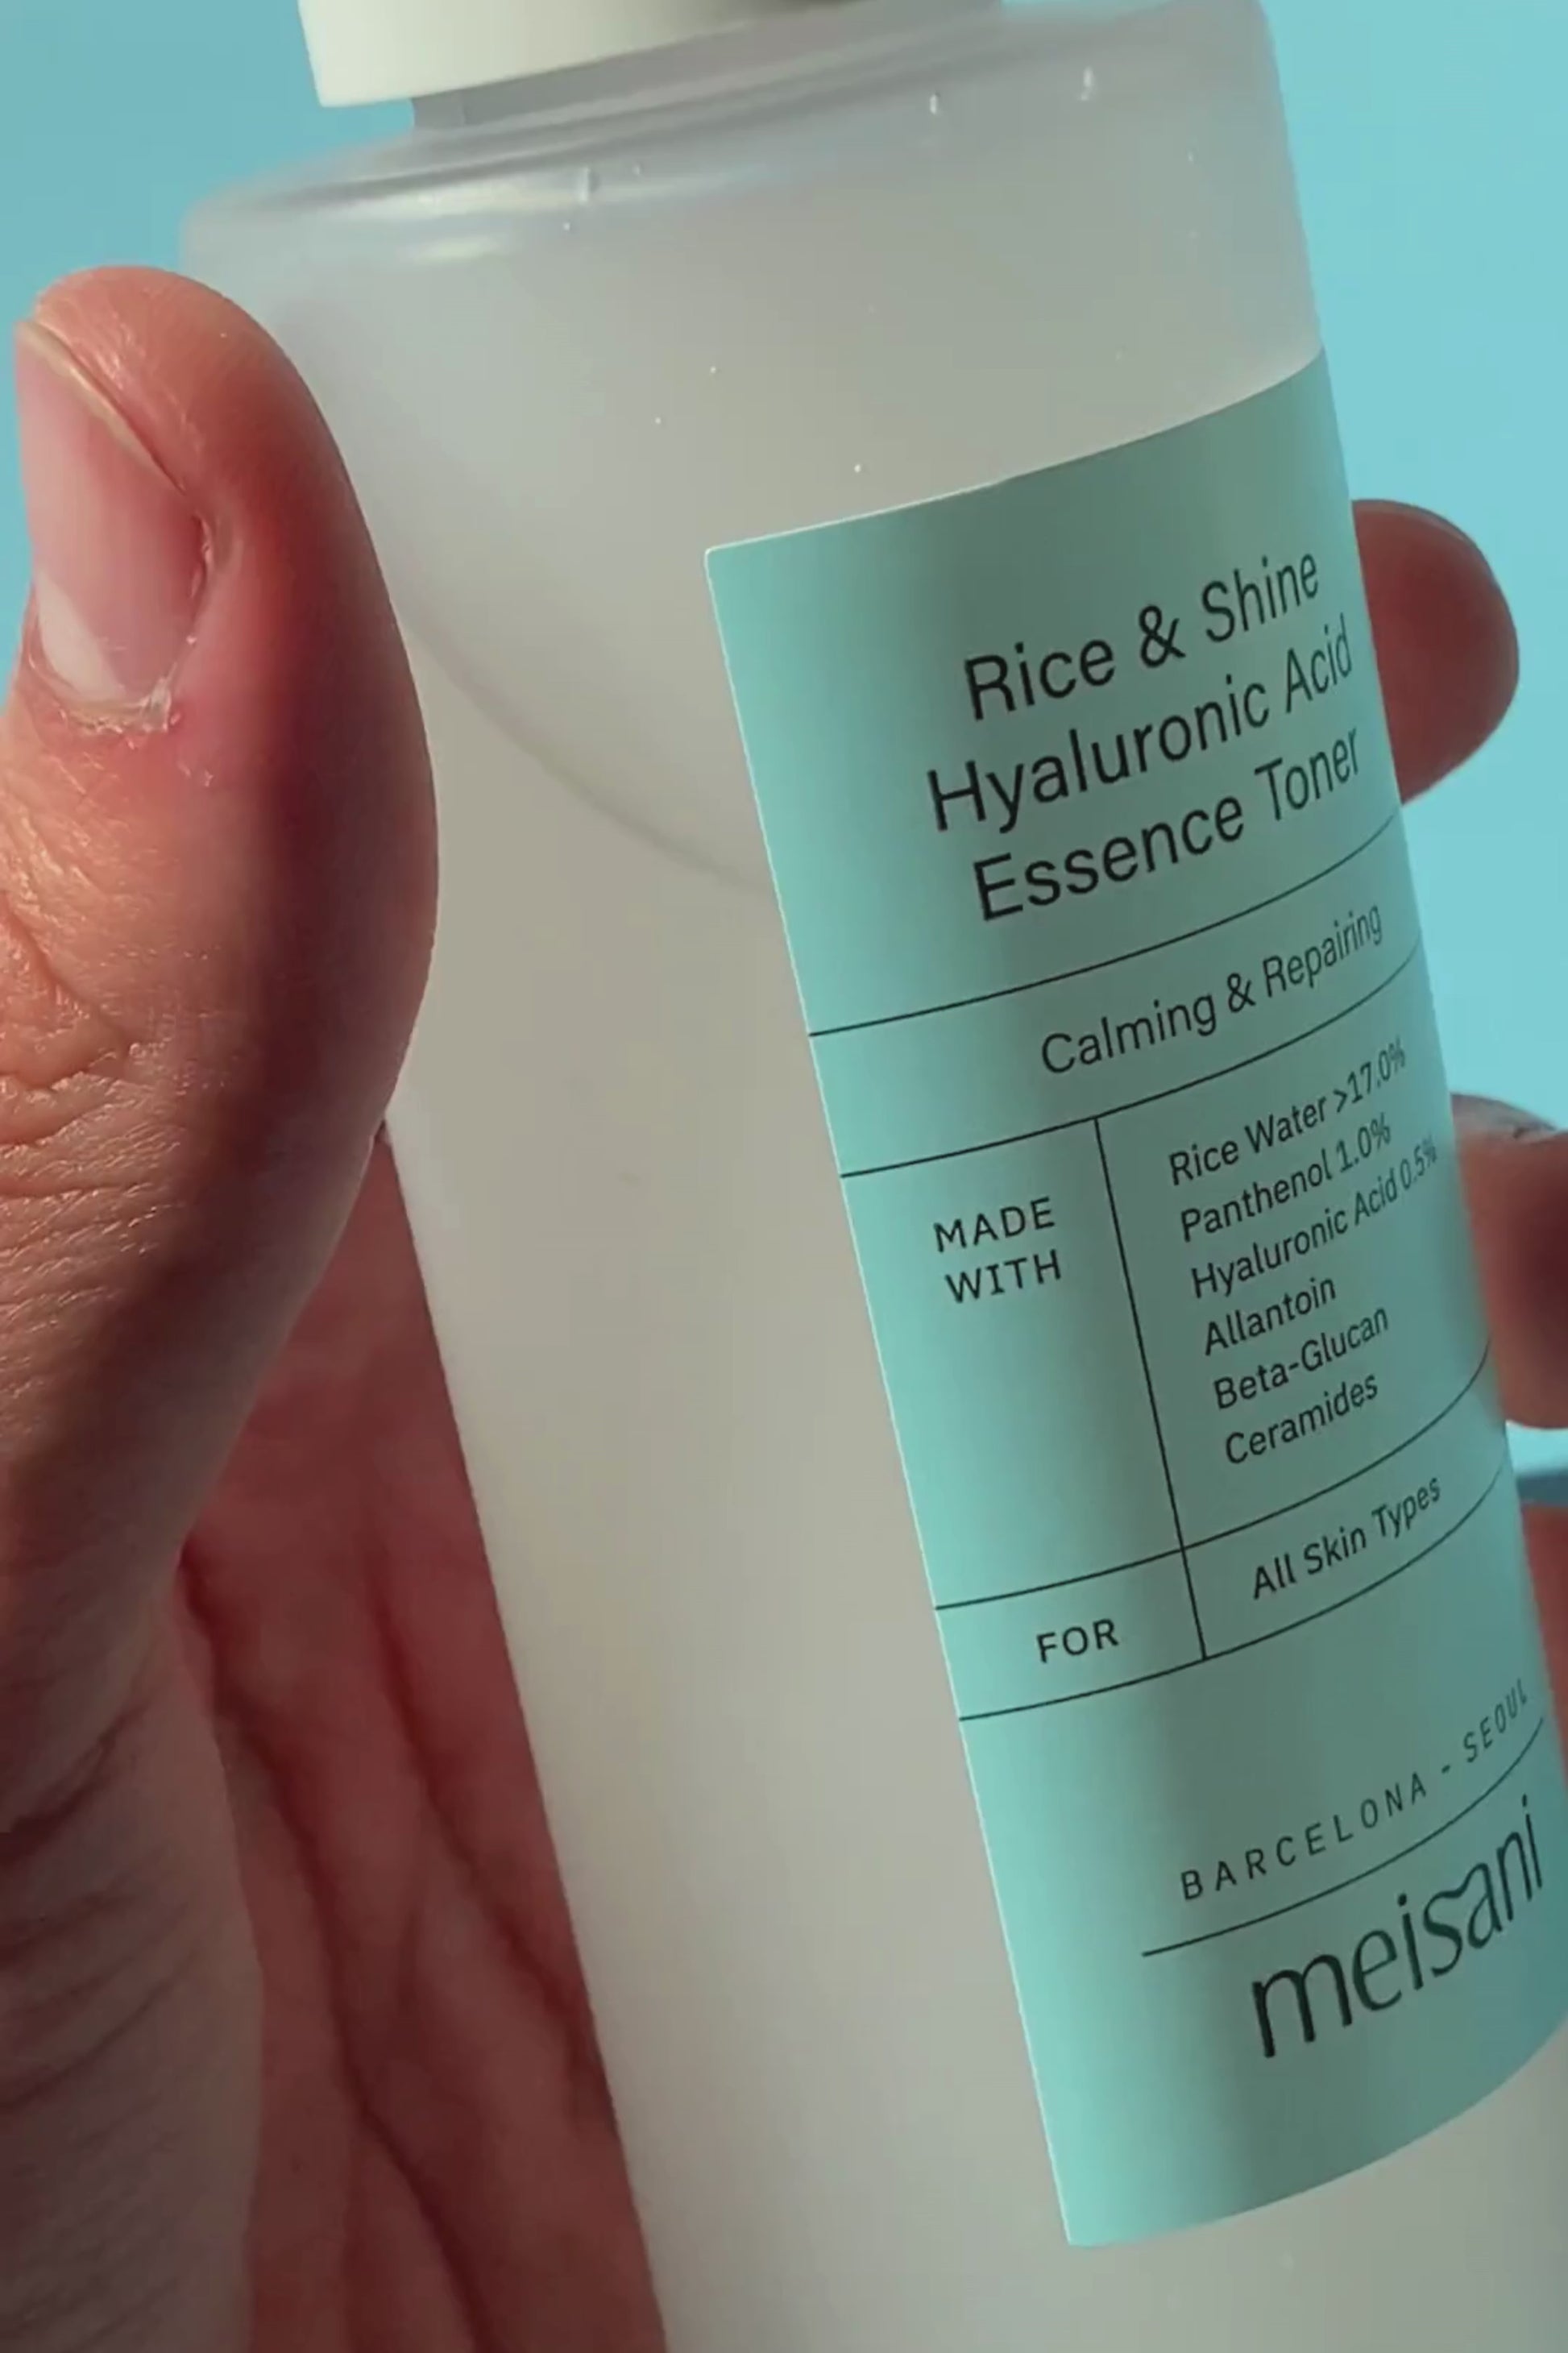 Rice & Shine
Hyaluronic Acid
Essence Toner
Calming & Repairing
MADE
WITH
Rice Water >17.0%
Panthenol 1.0%
Hyaluronic Acid 0.5%
Allantoin
Beta-Glucan
Ceramides
FOR
All Skin Types
BARCELONA - SEOUL
meisani